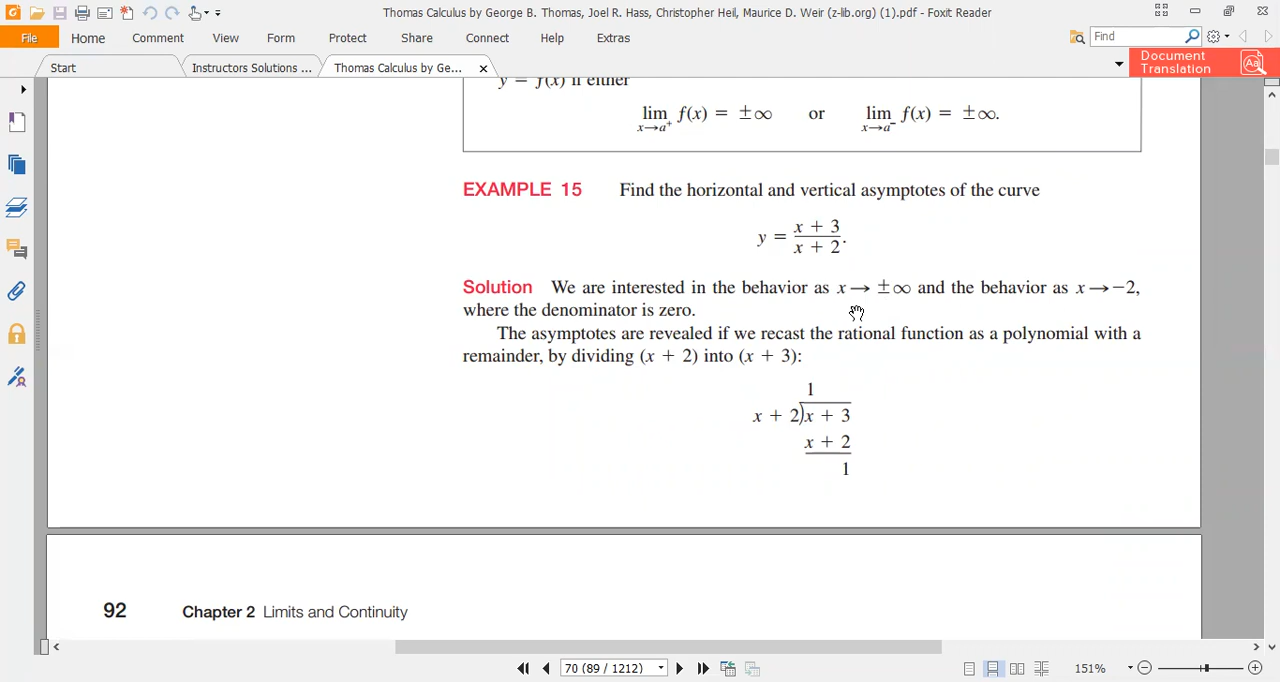 Thomas Calculus by George B. Thomas, Joel R. Hass, Christopher Heil, Maurice D. Weir (z-lib.org) (1).pdf - Foxit Reader
File Home Comment View Form Protect Share Connect Help Extras
Find
Start
Instructors Solutions ...
Thomas Calculus by Ge...
Document
Translation
y = f(x) if either
lim x→a⁺ f(x) = ±∞ or lim x→a⁻ f(x) = ±∞.
EXAMPLE 15 Find the horizontal and vertical asymptotes of the curve
y = (x + 3)/(x + 2).
Solution We are interested in the behavior as x → ±∞ and the behavior as x → −2,
where the denominator is zero.
The asymptotes are revealed if we recast the rational function as a polynomial with a
remainder, by dividing (x + 2) into (x + 3):
1
x + 2)x + 3
x + 2
1
92 Chapter 2 Limits and Continuity
70 (89 / 1212)
151%